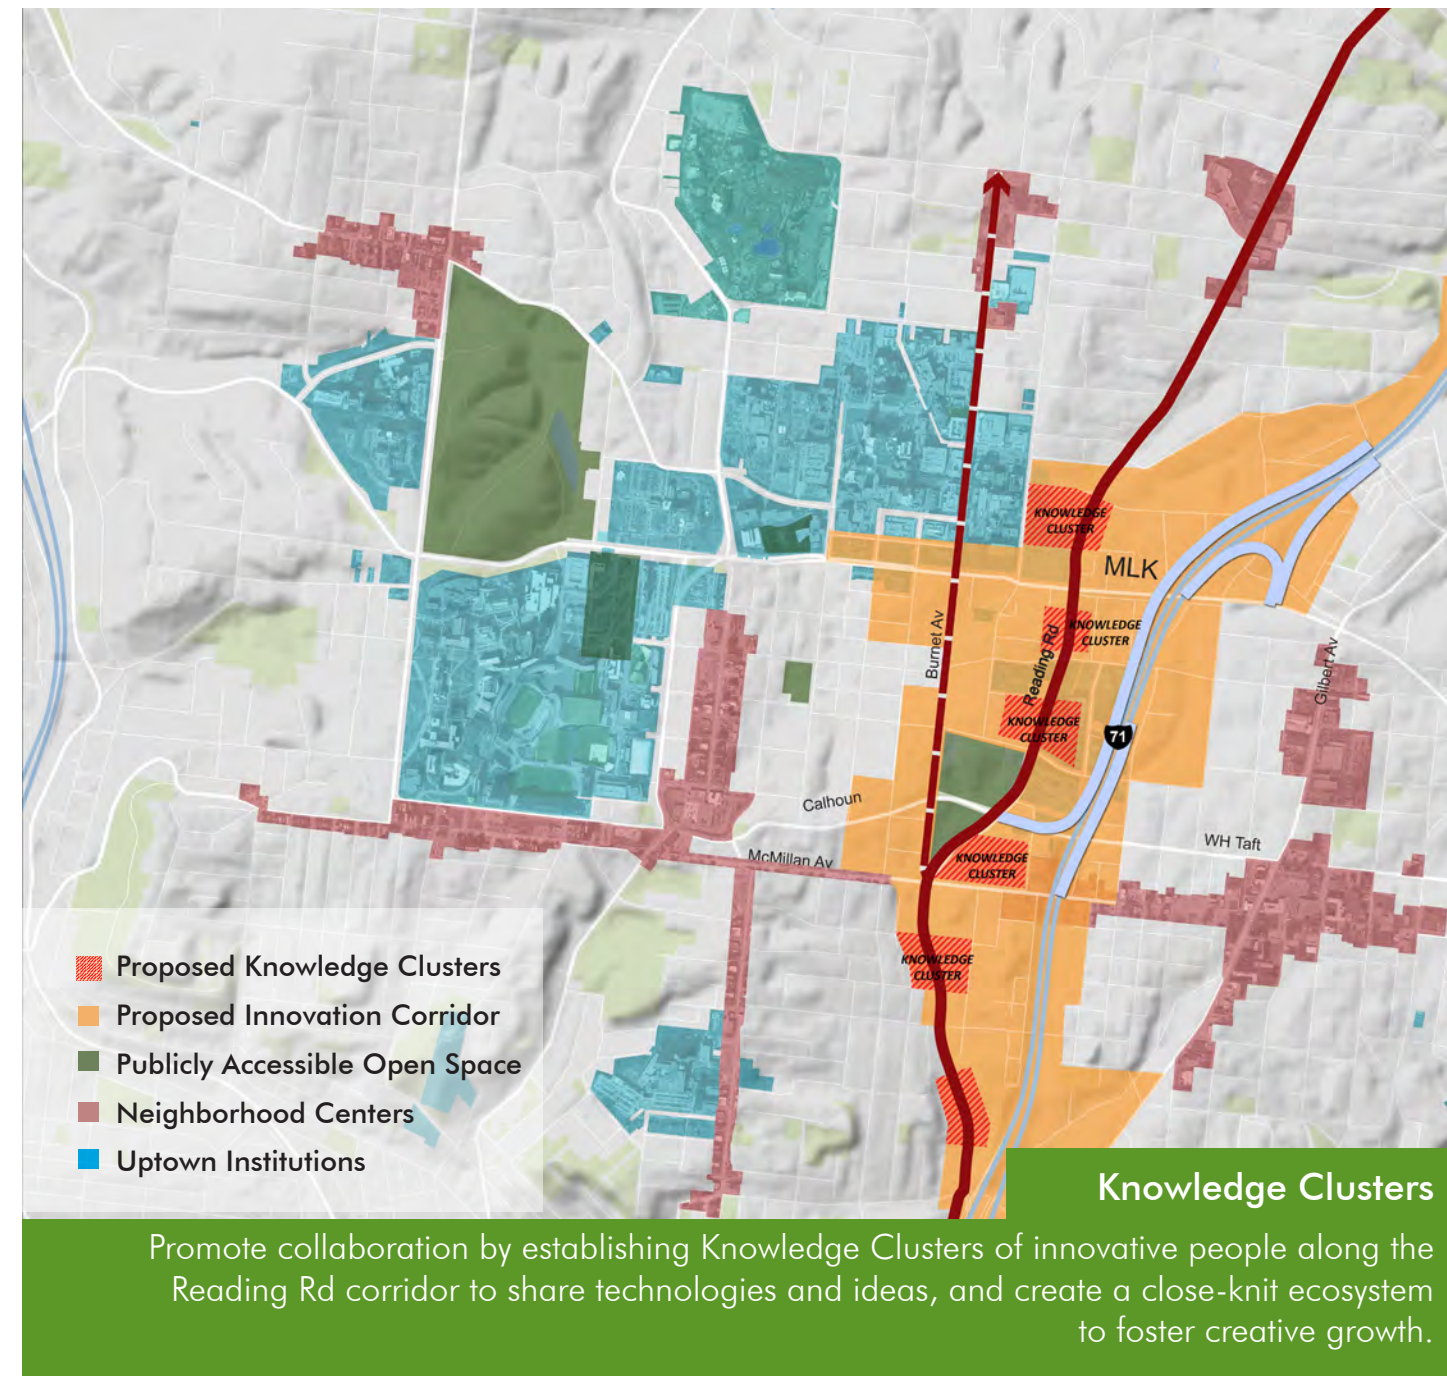 KNOWLEDGE
CLUSTER
MLK
KNOWLEDGE
CLUSTER
Burnet Av
Reading Rd
Gilbert Av
KNOWLEDGE
CLUSTER
71
Calhoun
WH Taft
McMillan Av
KNOWLEDGE
CLUSTER
KNOWLEDGE
CLUSTER
Proposed Knowledge Clusters
Proposed Innovation Corridor
Publicly Accessible Open Space
Neighborhood Centers
Uptown Institutions
Knowledge Clusters
Promote collaboration by establishing Knowledge Clusters of innovative people along the
Reading Rd corridor to share technologies and ideas, and create a close-knit ecosystem
to foster creative growth.